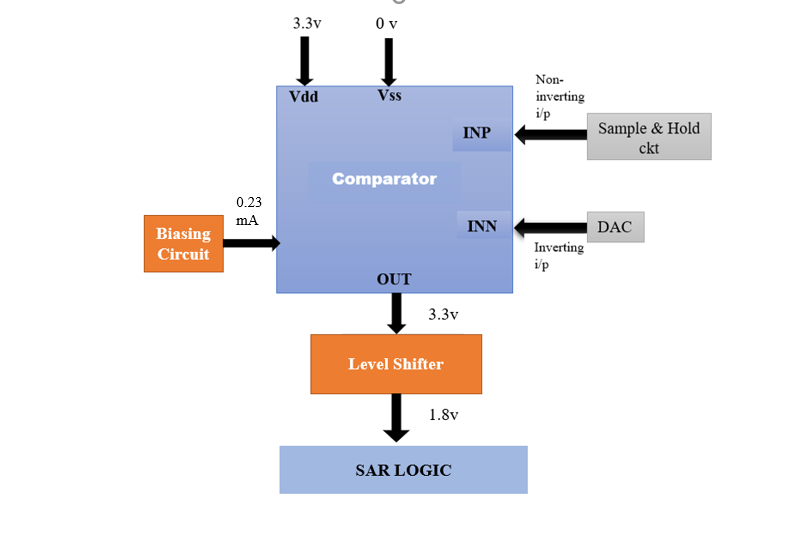 3.3v
0 v
Vdd
Vss
Non-
inverting
i/p
INP
Sample & Hold
ckt
Comparator
0.23
mA
Biasing
Circuit
INN
DAC
Inverting
i/p
OUT
3.3v
Level Shifter
1.8v
SAR LOGIC